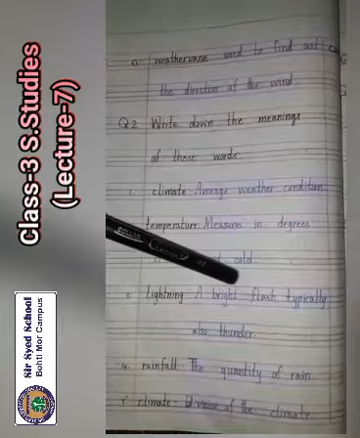 Class-3 S.Studies
(Lecture-7)
Sir Syed School
Bohti Mor Campus
weathervane used to find out
the direction of the wind.
Q2 Write down the meanings
of these words.
1. climate Average weather condition
temperature Measure in degrees
cold.
lightning A bright flash typically
also thunder.
4. rainfall The quantity of rain
climate of the climate